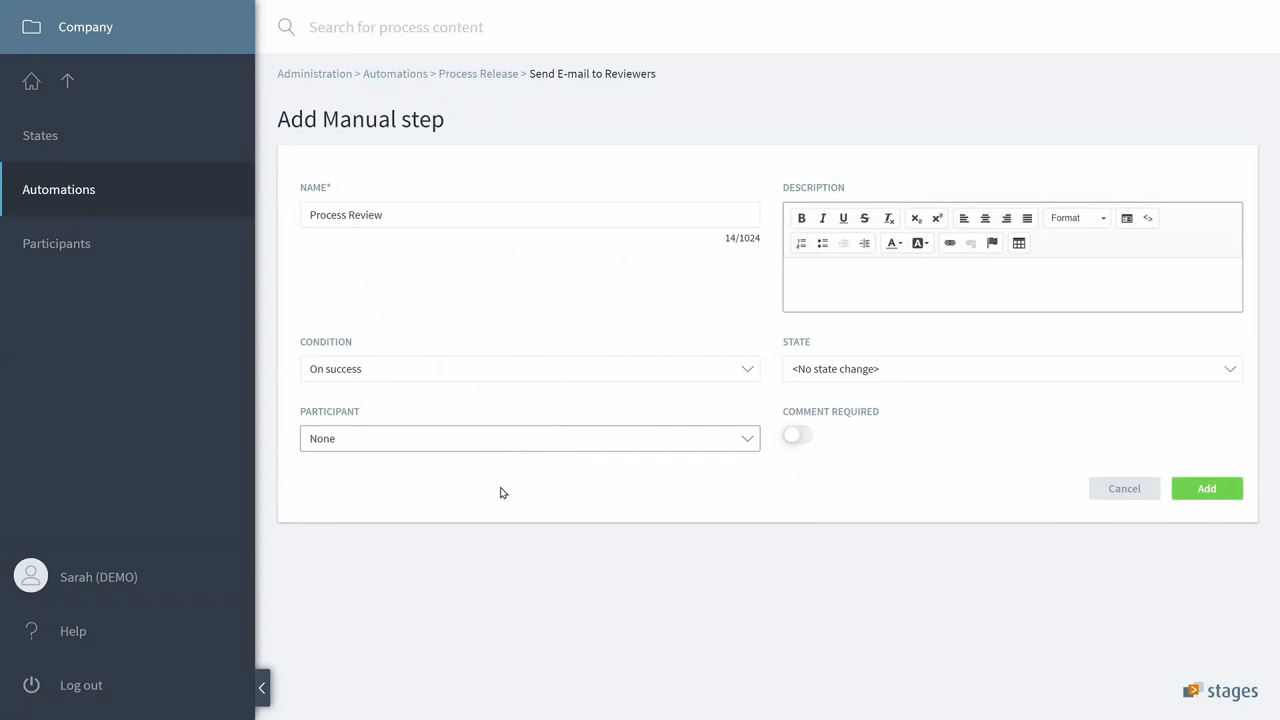 Company
Search for process content
Administration > Automations > Process Release > Send E-mail to Reviewers
States
Automations
Participants
Add Manual step
NAME*
Process Review
14/1024
DESCRIPTION
Format
CONDITION
On success
STATE
<No state change>
PARTICIPANT
None
COMMENT REQUIRED
Cancel
Add
Sarah (DEMO)
Help
Log out
stages